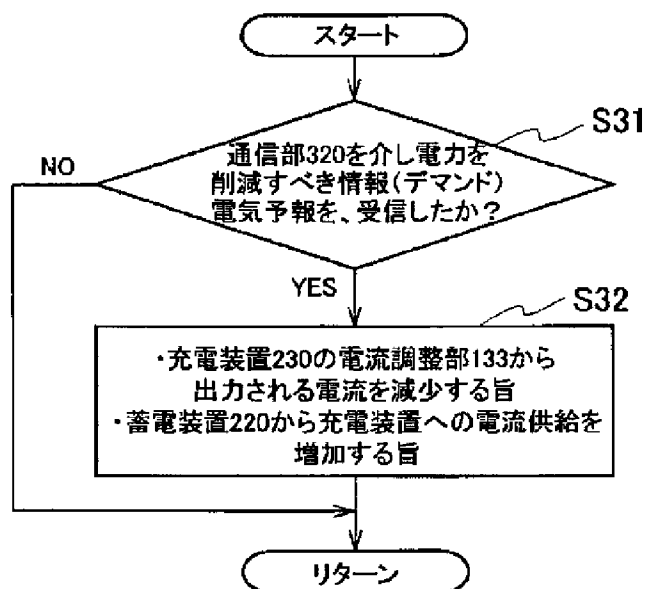 スタート
S31
通信部320を介し電力を
NO
削減すべき情報(デマンド)
電気予報を、受信したか？
YES
S32
・充電装置230の電流調整部133から
出力される電流を減少する旨
・蓄電装置220から充電装置への電流供給を
増加する旨
リターン